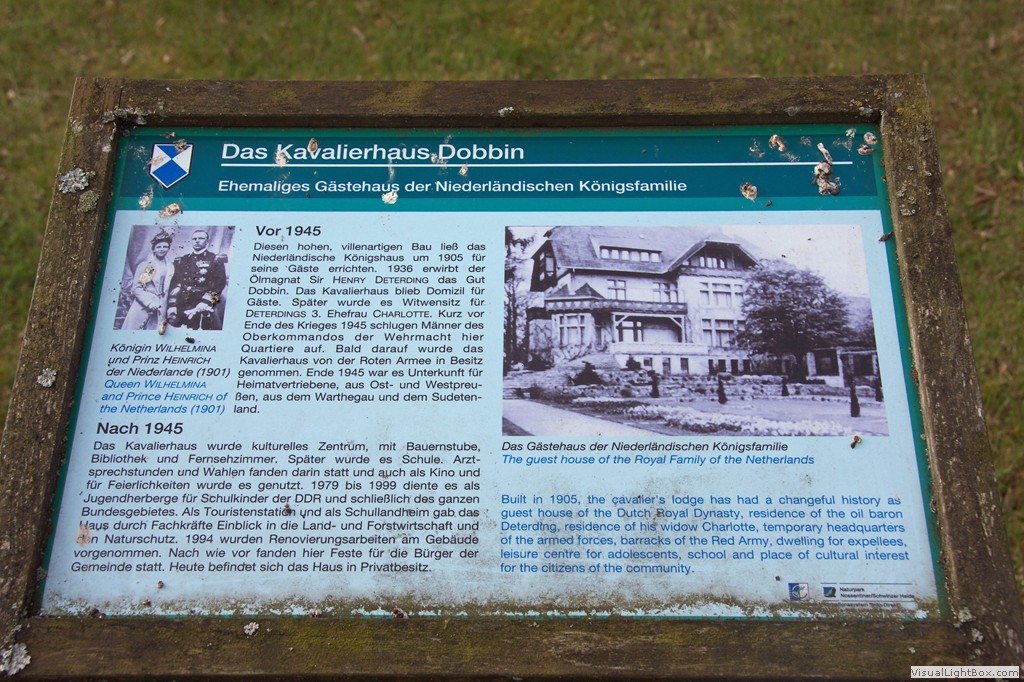 Das Kavalierhaus Dobbin
Ehemaliges Gästehaus der Niederländischen Königsfamilie
Vor 1945
Diesen hohen, villenartigen Bau ließ das
Niederländische Königshaus um 1905 für
seine Gäste errichten. 1936 erwirbt der
Ölmagnat Sir HENRY DETERDING das Gut
Dobbin. Das Kavalierhaus blieb Domizil für
Gäste. Später wurde es Witwensitz für
DETERDINGS 3. Ehefrau CHARLOTTE. Kurz vor
Ende des Krieges 1945 schlugen Männer des
Oberkommandos der Wehrmacht hier
Quartiere auf. Bald darauf wurde das
Kavalierhaus von der Roten Armee in Besitz
genommen. Ende 1945 war es Unterkunft für
Heimatvertriebene, aus Ost- und Westpreu-
ßen, aus dem Warthegau und dem Sudeten-
land.
Königin WILHELMINA
und Prinz HEINRICH
der Niederlande (1901)
Queen WILHELMINA
and Prince HEINRICH of
the Netherlands (1901)
Nach 1945
Das Kavalierhaus wurde kulturelles Zentrum, mit Bauernstube,
Bibliothek und Fernsehzimmer. Später wurde es Schule. Arzt-
sprechstunden und Wahlen fanden darin statt und auch als Kino und
für Feierlichkeiten wurde es genutzt. 1979 bis 1999 diente es als
Jugendherberge für Schulkinder der DDR und schließlich des ganzen
Bundesgebietes. Als Touristenstation und als Schullandheim gab das
Haus durch Fachkräfte Einblick in die Land- und Forstwirtschaft und
den Naturschutz. 1994 wurden Renovierungsarbeiten am Gebäude
vorgenommen. Nach wie vor fanden hier Feste für die Bürger der
Gemeinde statt. Heute befindet sich das Haus in Privatbesitz.
Das Gästehaus der Niederländischen Königsfamilie
The guest house of the Royal Family of the Netherlands
Built in 1905, the cavalier's lodge has had a changeful history as
guest house of the Dutch Royal Dynasty, residence of the oil baron
Deterding, residence of his widow Charlotte, temporary headquarters
of the armed forces, barracks of the Red Army, dwelling for expellees,
leisure centre for adolescents, school and place of cultural interest
for the citizens of the community.
Naturpark
Nossentiner/Schwinzer Heide
VisualLightBox.com